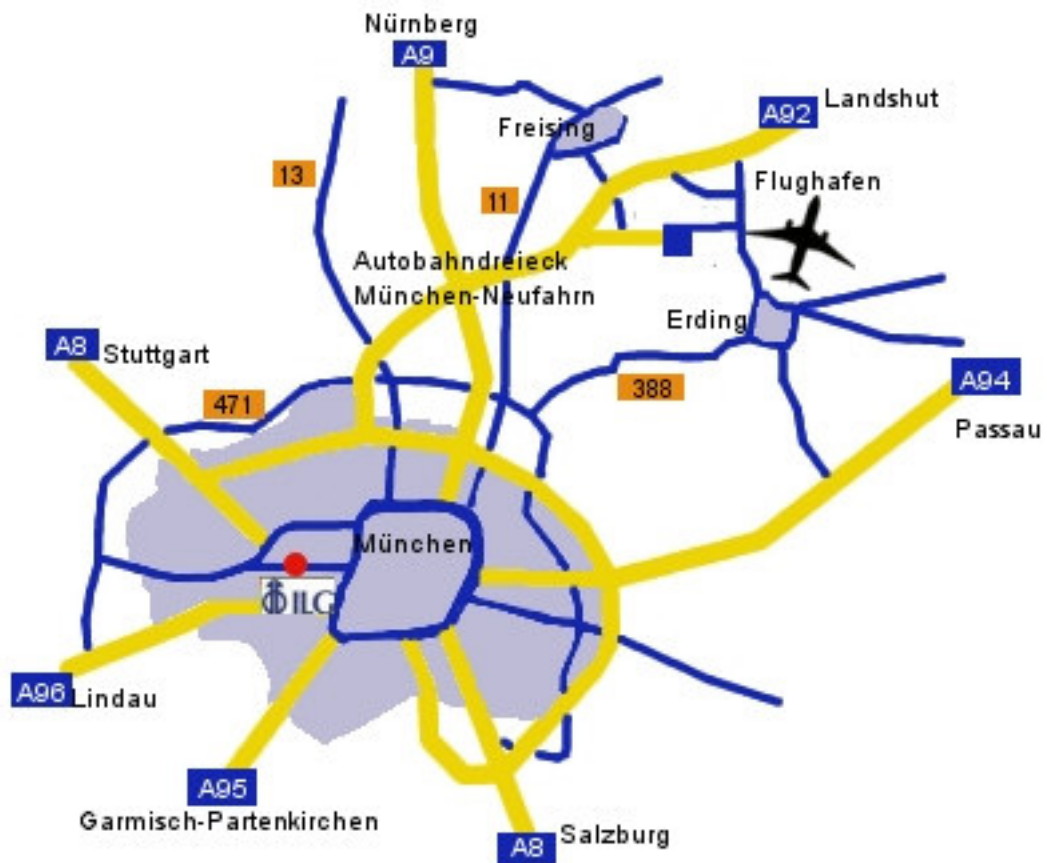 Nürnberg
A9
Landshut
A92
Freising
13
Flughafen
11
Autobahndreieck
München-Neufahrn
Erding
A8
Stuttgart
A94
388
471
Passau
München
ILG
A96
Lindau
A95
Garmisch-Partenkirchen
Salzburg
A8